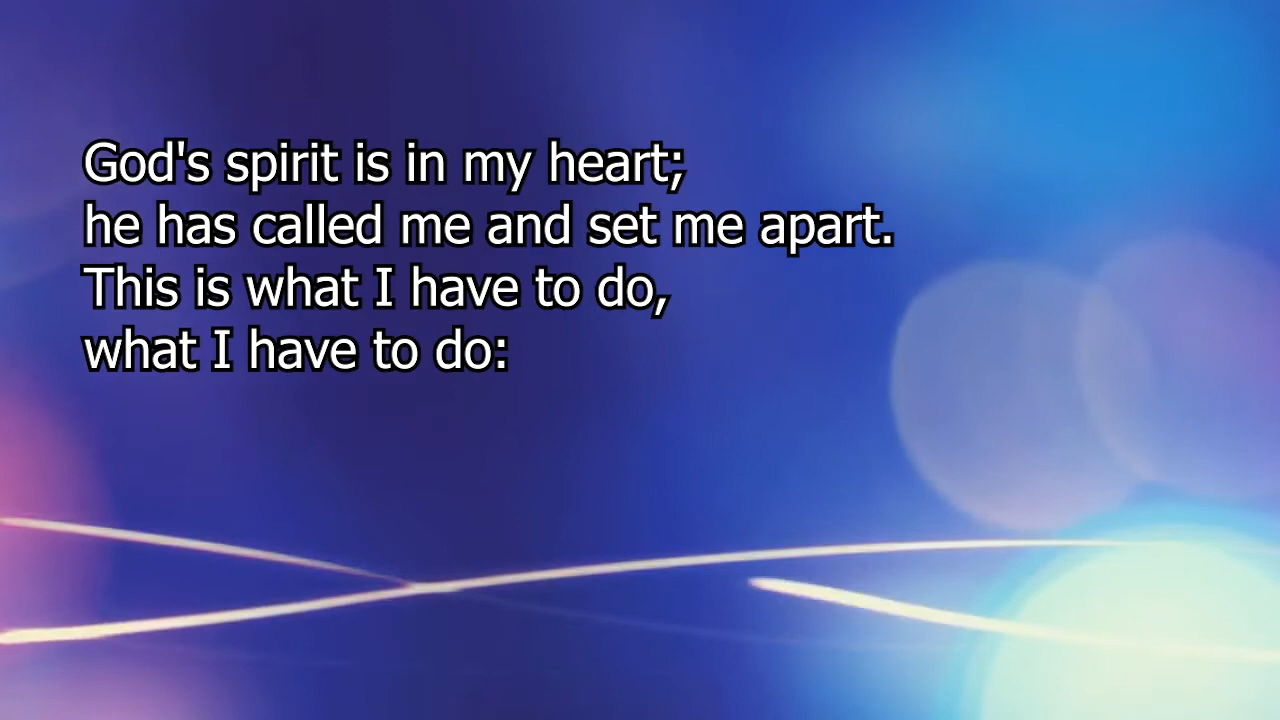 God's spirit is in my heart;
he has called me and set me apart.
This is what I have to do,
what I have to do: